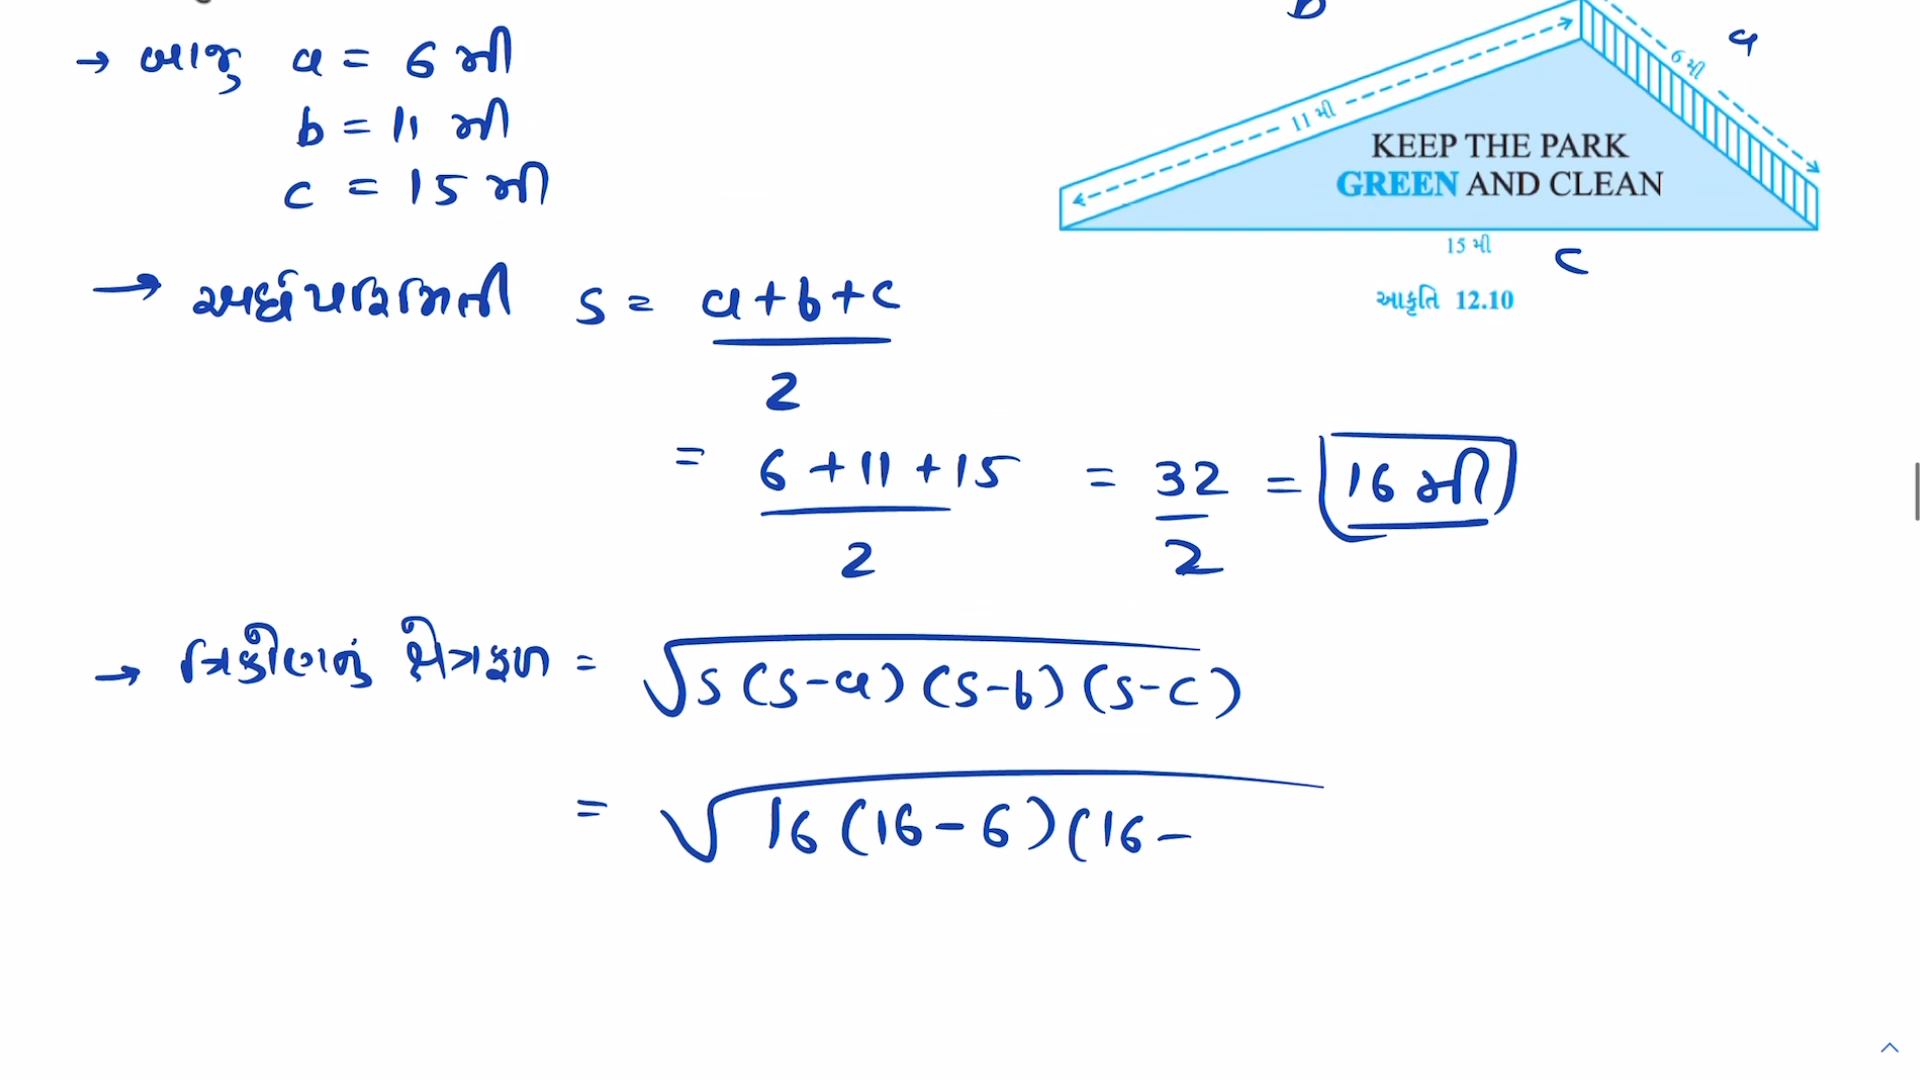 → બાજુ a = 6 મી
b = 11 મી
c = 15 મી
b
a
11 મી
6 મી
KEEP THE PARK
GREEN AND CLEAN
15 મી
c
આકૃતિ 12.10
→ અર્ધપરિમિતી s = a+b+c
2
= 6+11+15 = 32 = 16 મી
2 2
→ ત્રિકોણનું ક્ષેત્રફળ = √s(s-a)(s-b)(s-c)
= √16(16-6)(16-